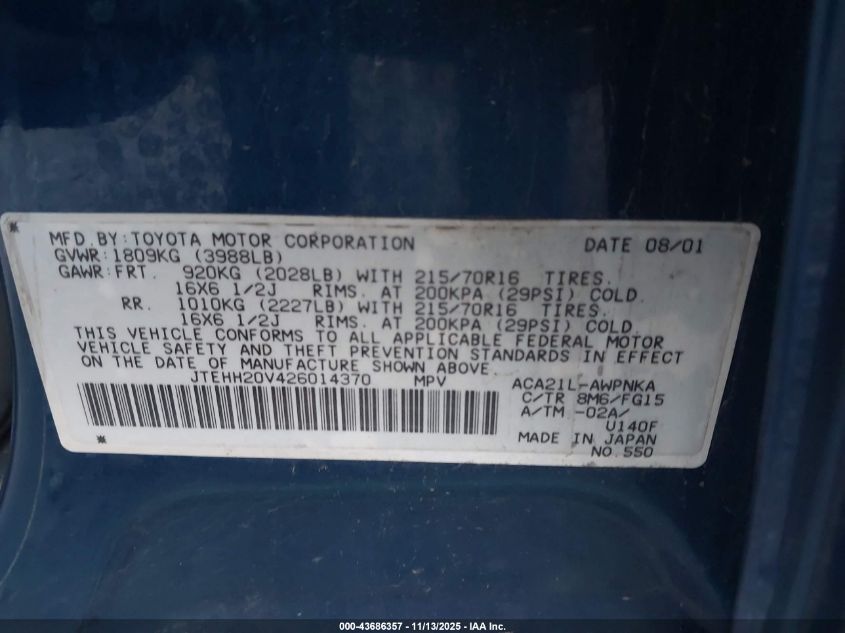 MFD. BY: TOYOTA MOTOR CORPORATION DATE 08/01
GVWR: 1809KG (3988LB)
GAWR: FRT. 920KG (2028LB) WITH 215/70R16 TIRES.
16X6 1/2J RIMS. AT 200KPA (29PSI) COLD.
RR. 1010KG (2227LB) WITH 215/70R16 TIRES.
16X6 1/2J RIMS. AT 200KPA (29PSI) COLD.
THIS VEHICLE CONFORMS TO ALL APPLICABLE FEDERAL MOTOR
VEHICLE SAFETY AND THEFT PREVENTION STANDARDS IN EFFECT
ON THE DATE OF MANUFACTURE SHOWN ABOVE.
JTEHH20V426014370 MPV ACA21L-AWPNKA
C/TR 8M6/FG15
A/TM -02A/
U140F
MADE IN JAPAN
NO.550
000-43686357 - 11/13/2025 - IAA Inc.